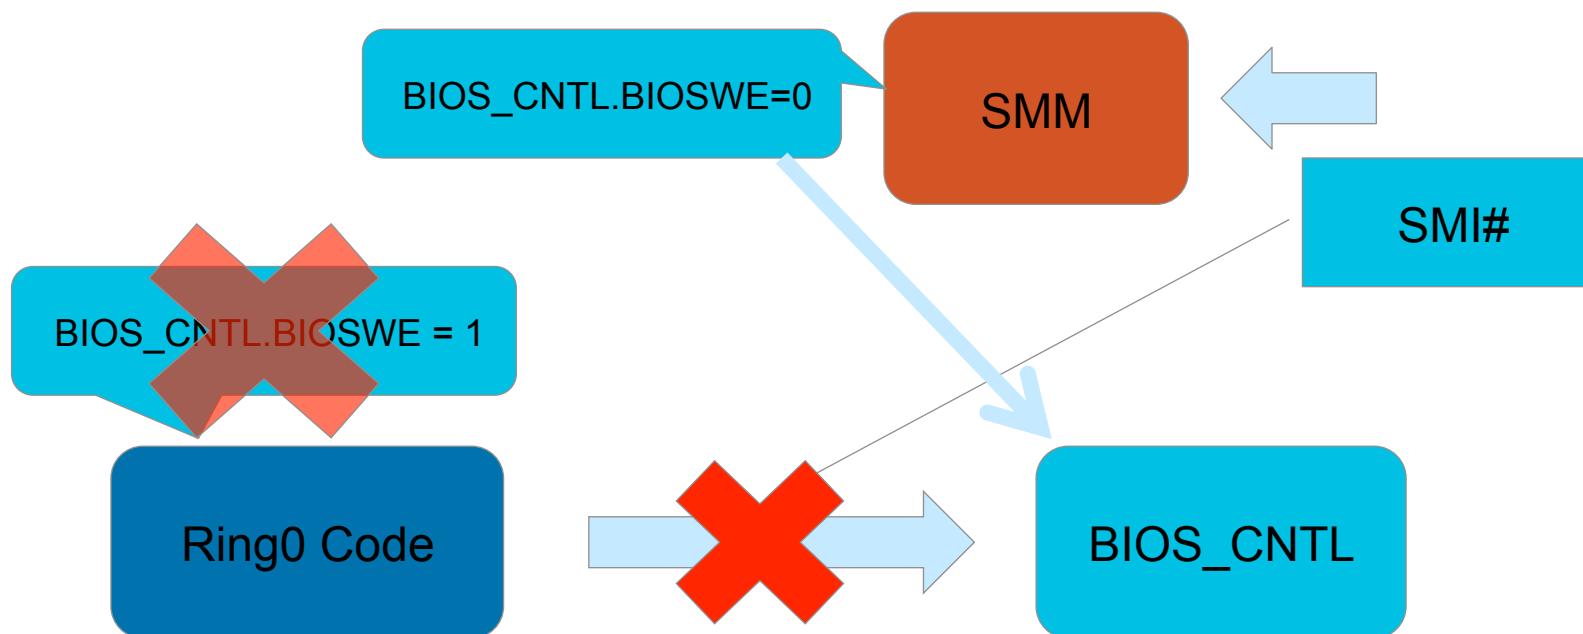 BIOS_CNTL.BIOSWE=0
SMM
SMI#
BIOS_CNTL.BIOSWE = 1
Ring0 Code
BIOS_CNTL